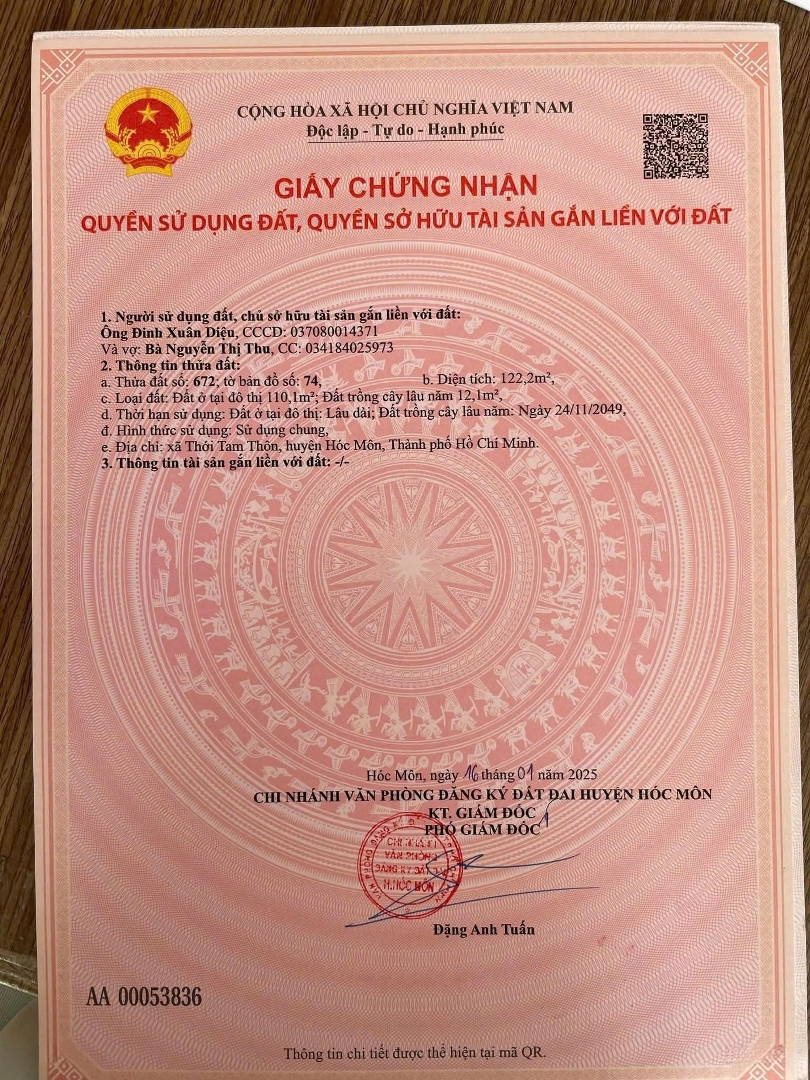 CỘNG HÒA XÃ HỘI CHỦ NGHĨA VIỆT NAM
Độc lập - Tự do - Hạnh phúc
GIẤY CHỨNG NHẬN
QUYỀN SỬ DỤNG ĐẤT, QUYỀN SỞ HỮU TÀI SẢN GẮN LIỀN VỚI ĐẤT
1. Người sử dụng đất, chủ sở hữu tài sản gắn liền với đất:
Ông Đinh Xuân Diệu, CCCD: 037080014371
Và vợ: Bà Nguyễn Thị Thu, CC: 034184025973
2. Thông tin thửa đất:
a. Thửa đất số: 672; tờ bản đồ số: 74, b. Diện tích: 122,2m²,
c. Loại đất: Đất ở tại đô thị 110,1m²; Đất trồng cây lâu năm 12,1m²,
d. Thời hạn sử dụng: Đất ở tại đô thị: Lâu dài; Đất trồng cây lâu năm: Ngày 24/11/2049,
đ. Hình thức sử dụng: Sử dụng chung,
e. Địa chỉ: xã Thới Tam Thôn, huyện Hóc Môn, Thành phố Hồ Chí Minh.
3. Thông tin tài sản gắn liền với đất: -/-
Hóc Môn, ngày 16 tháng 01 năm 2025
CHI NHÁNH VĂN PHÒNG ĐĂNG KÝ ĐẤT ĐAI HUYỆN HÓC MÔN
KT. GIÁM ĐỐC
PHÓ GIÁM ĐỐC
CHI NHÁNH
VĂN PHÒNG
ĐĂNG KÝ ĐẤT
H.HÓC MÔN
Đặng Anh Tuấn
AA 00053836
Thông tin chi tiết được thể hiện tại mã QR.